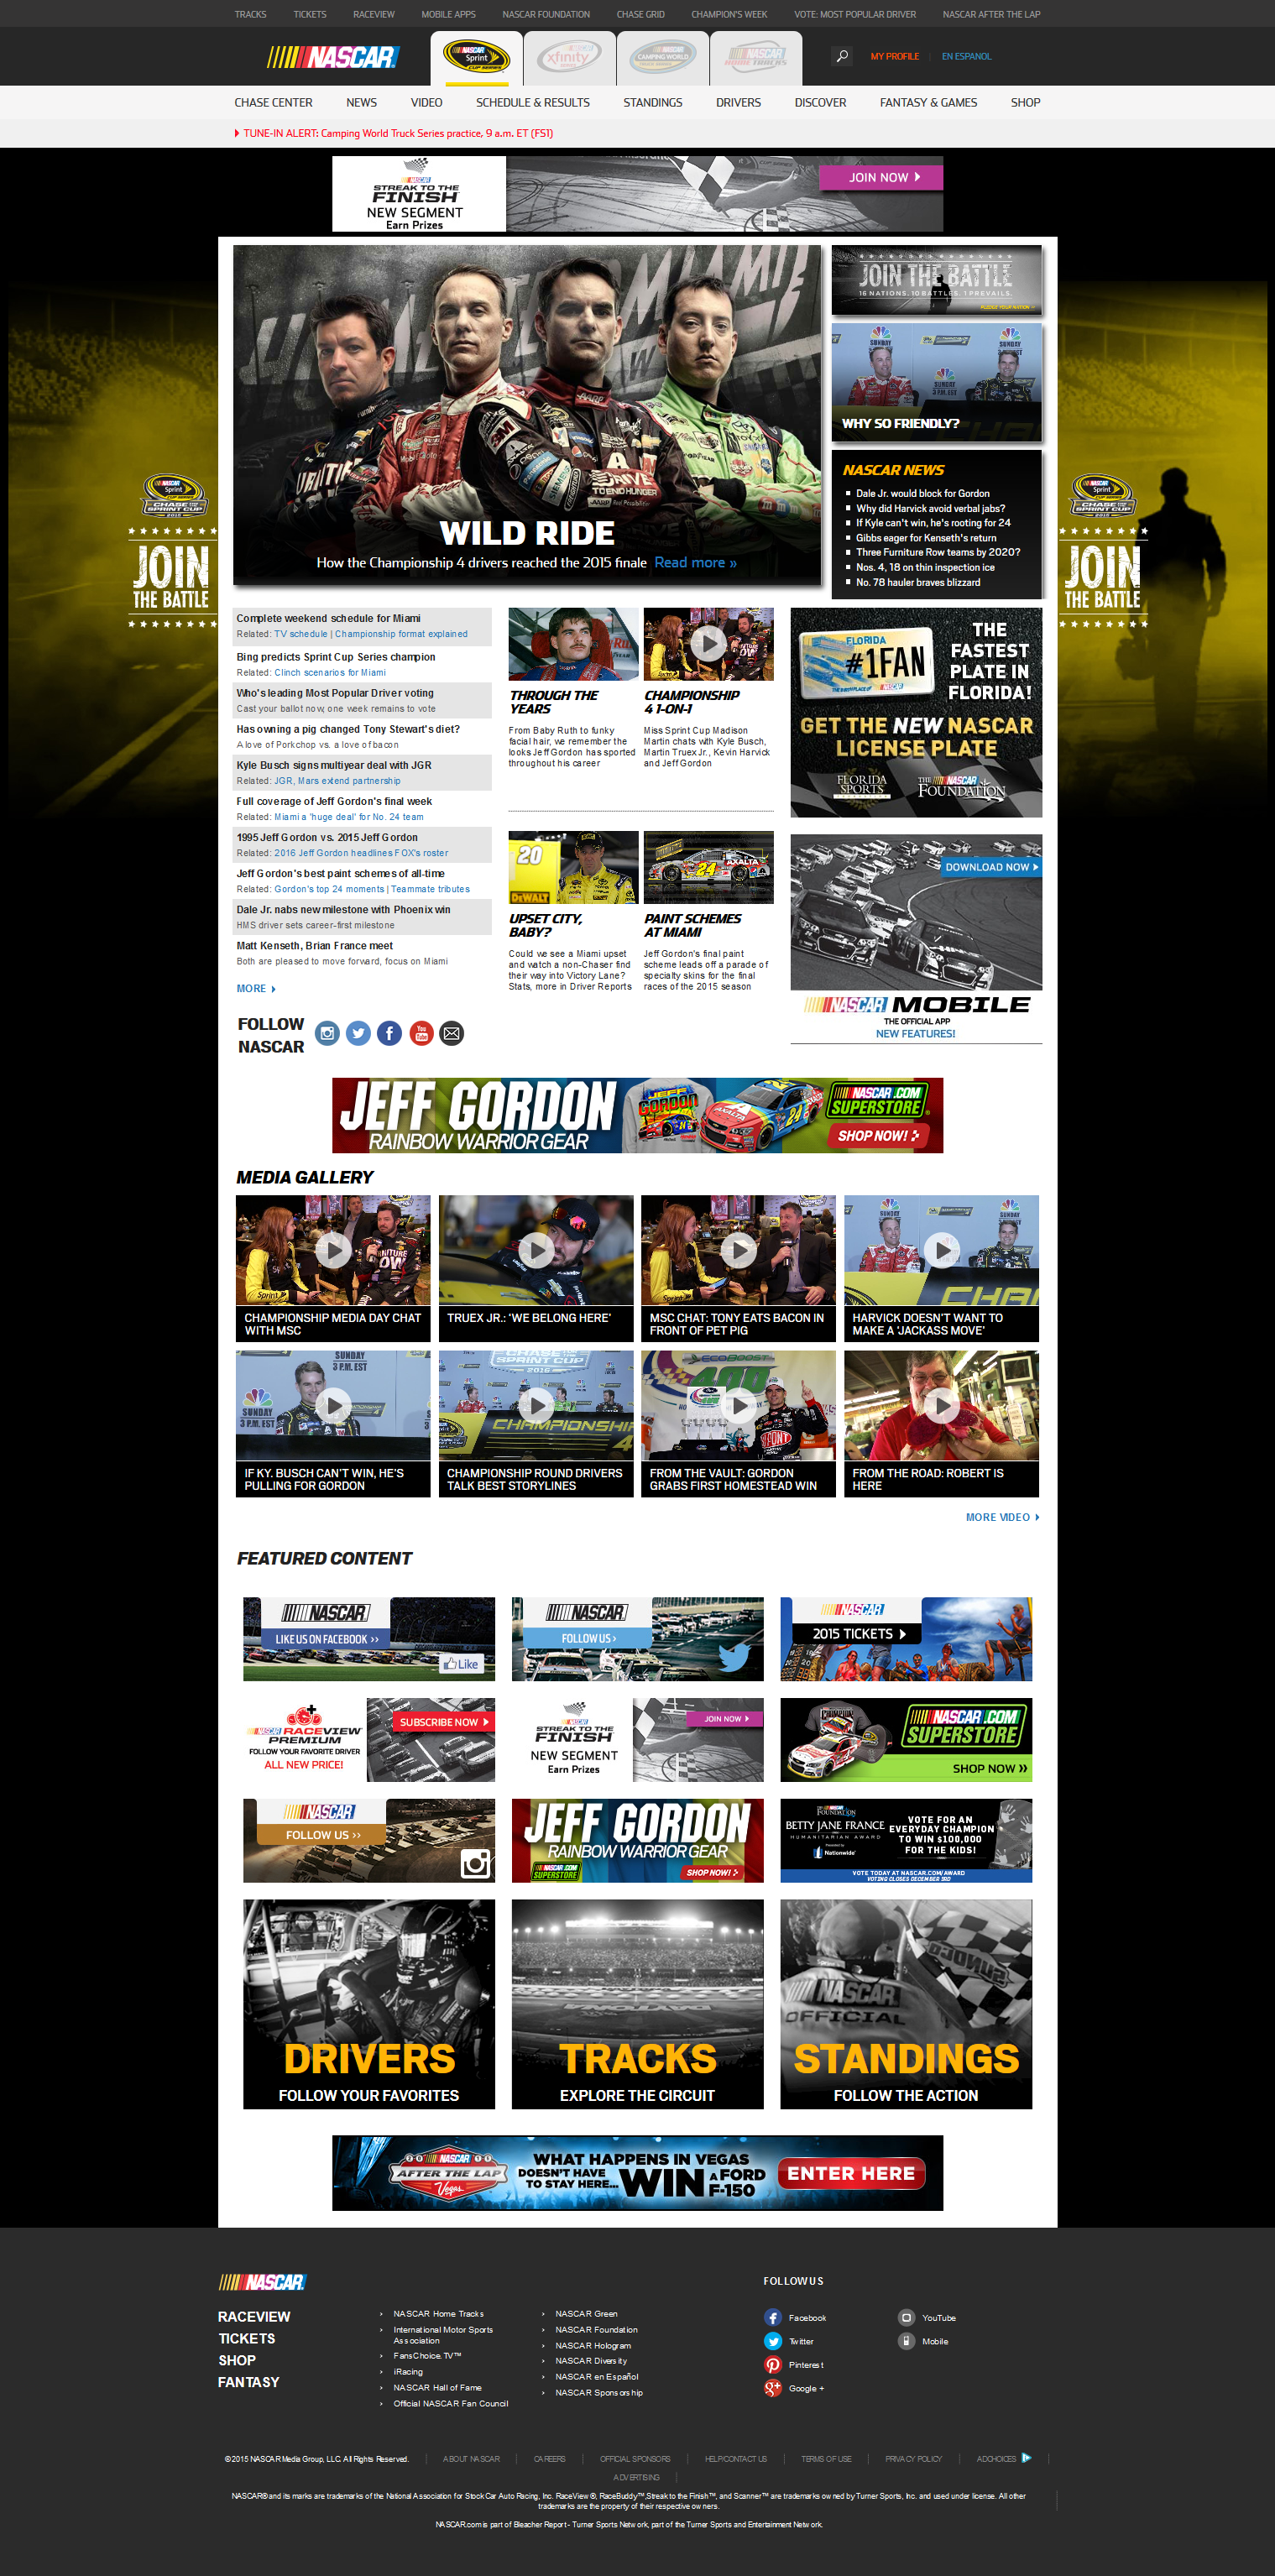 TRACKS TICKETS RACEVIEW MOBILE APPS NASCAR FOUNDATION CHASE GRID CHAMPION'S WEEK VOTE: MOST POPULAR DRIVER NASCAR AFTER THE LAP
NASCAR
NASCAR Sprint CUP SERIES
xfinity
NASCAR CAMPING WORLD
NASCAR HOME TRACKS
MY PROFILE | EN ESPANOL
CHASE CENTER NEWS VIDEO SCHEDULE & RESULTS STANDINGS DRIVERS DISCOVER FANTASY & GAMES SHOP
TUNE-IN ALERT: Camping World Truck Series practice, 9 a.m. ET (FS1)
STREAK TO THE
FINISH
NEW SEGMENT
Earn Prizes
JOIN NOW
WILD RIDE
How the Championship 4 drivers reached the 2015 finale Read more »
JOIN THE BATTLE
16 NATIONS. 10 BATTLES. 1 PREVAILS.
WHY SO FRIENDLY?
NASCAR NEWS
Dale Jr. would block for Gordon
Why did Harvick avoid verbal jabs?
If Kyle can't win, he's rooting for 24
Gibbs eager for Kenseth's return
Three Furniture Row teams by 2020?
Nos. 4, 18 on thin inspection ice
No. 78 hauler braves blizzard
JOIN
THE BATTLE
JOIN
THE BATTLE
Complete weekend schedule for Miami
Related: TV schedule | Championship format explained
Bing predicts Sprint Cup Series champion
Related: Clinch scenarios for Miami
Who's leading Most Popular Driver voting
Cast your ballot now, one week remains to vote
Has owning a pig changed Tony Stewart's diet?
A love of Porkchop vs. a love of bacon
Kyle Busch signs multiyear deal with JGR
Related: JGR, Mars extend partnership
Full coverage of Jeff Gordon's final week
Related: Miami a 'huge deal' for No. 24 team
1995 Jeff Gordon vs. 2015 Jeff Gordon
Related: 2016 Jeff Gordon headlines FOX's roster
Jeff Gordon's best paint schemes of all-time
Related: Gordon's top 24 moments | Teammate tributes
Dale Jr. nabs new milestone with Phoenix win
HMS driver sets career-first milestone
Matt Kenseth, Brian France meet
Both are pleased to move forward, focus on Miami
MORE
FOLLOW
NASCAR
THROUGH THE
YEARS
From Baby Ruth to funky
facial hair, we remember the
looks Jeff Gordon has sported
throughout his career
CHAMPIONSHIP
4 1-ON-1
Miss Sprint Cup Madison
Martin chats with Kyle Busch,
Martin Truex Jr., Kevin Harvick
and Jeff Gordon
UPSET CITY,
BABY?
Could we see a Miami upset
and watch a non-Chaser find
their way into Victory Lane?
Stats, more in Driver Reports
PAINT SCHEMES
AT MIAMI
Jeff Gordon's final paint
scheme leads off a parade of
specialty skins for the final
races of the 2015 season
FLORIDA
#1FAN
THE
FASTEST
PLATE IN
FLORIDA!
GET THE NEW NASCAR
LICENSE PLATE
FLORIDA SPORTS
THE NASCAR FOUNDATION
DOWNLOAD NOW
NASCAR MOBILE
THE OFFICIAL APP
NEW FEATURES!
JEFF GORDON
RAINBOW WARRIOR GEAR
NASCAR.COM
SUPERSTORE
SHOP NOW!
MEDIA GALLERY
CHAMPIONSHIP MEDIA DAY CHAT
WITH MSC
TRUEX JR.: 'WE BELONG HERE'
MSC CHAT: TONY EATS BACON IN
FRONT OF PET PIG
HARVICK DOESN'T WANT TO
MAKE A 'JACKASS MOVE'
IF KY. BUSCH CAN'T WIN, HE'S
PULLING FOR GORDON
CHAMPIONSHIP ROUND DRIVERS
TALK BEST STORYLINES
FROM THE VAULT: GORDON
GRABS FIRST HOMESTEAD WIN
FROM THE ROAD: ROBERT IS
HERE
MORE VIDEO
FEATURED CONTENT
NASCAR
LIKE US ON FACEBOOK >>
Like
NASCAR
FOLLOW US >
NASCAR
2015 TICKETS
NASCAR RACEVIEW
PREMIUM
FOLLOW YOUR FAVORITE DRIVER
ALL NEW PRICE!
SUBSCRIBE NOW
STREAK TO THE
FINISH
NEW SEGMENT
Earn Prizes
JOIN NOW
NASCAR.COM
SUPERSTORE
SHOP NOW
NASCAR
FOLLOW US >>
JEFF GORDON
RAINBOW WARRIOR GEAR
NASCAR.COM
SUPERSTORE
SHOP NOW!
NASCAR FOUNDATION
BETTY JANE FRANCE
HUMANITARIAN AWARD
Nationwide
VOTE FOR AN
EVERYDAY CHAMPION
TO WIN $100,000
FOR THE KIDS!
VOTE TODAY AT NASCAR.COM/AWARD
VOTING CLOSES DECEMBER 3RD
DRIVERS
FOLLOW YOUR FAVORITES
TRACKS
EXPLORE THE CIRCUIT
STANDINGS
FOLLOW THE ACTION
NASCAR
AFTER THE LAP
Vegas
WHAT HAPPENS IN VEGAS
DOESN'T HAVE
TO STAY HERE...
WIN A FORD
F-150
ENTER HERE
NASCAR
RACEVIEW
TICKETS
SHOP
FANTASY
NASCAR Home Tracks
International Motor Sports
Association
FansChoice.TV™
iRacing
NASCAR Hall of Fame
Official NASCAR Fan Council
NASCAR Green
NASCAR Foundation
NASCAR Hologram
NASCAR Diversity
NASCAR en Español
NASCAR Sponsorship
FOLLOW US
Facebook
Twitter
Pinterest
Google +
YouTube
Mobile
© 2015 NASCAR Media Group, LLC. All Rights Reserved. | ABOUT NASCAR | CAREERS | OFFICIAL SPONSORS | HELP/CONTACT US | TERMS OF USE | PRIVACY POLICY | ADCHOICES |
ADVERTISING |
NASCAR® and its marks are trademarks of the National Association for Stock Car Auto Racing, Inc. RaceView ®, RaceBuddy™,Streak to the Finish™, and Scanner™ are trademarks owned by Turner Sports, Inc. and used under license. All other
trademarks are the property of their respective owners.
NASCAR.com is part of Bleacher Report - Turner Sports Network, part of the Turner Sports and Entertainment Network.